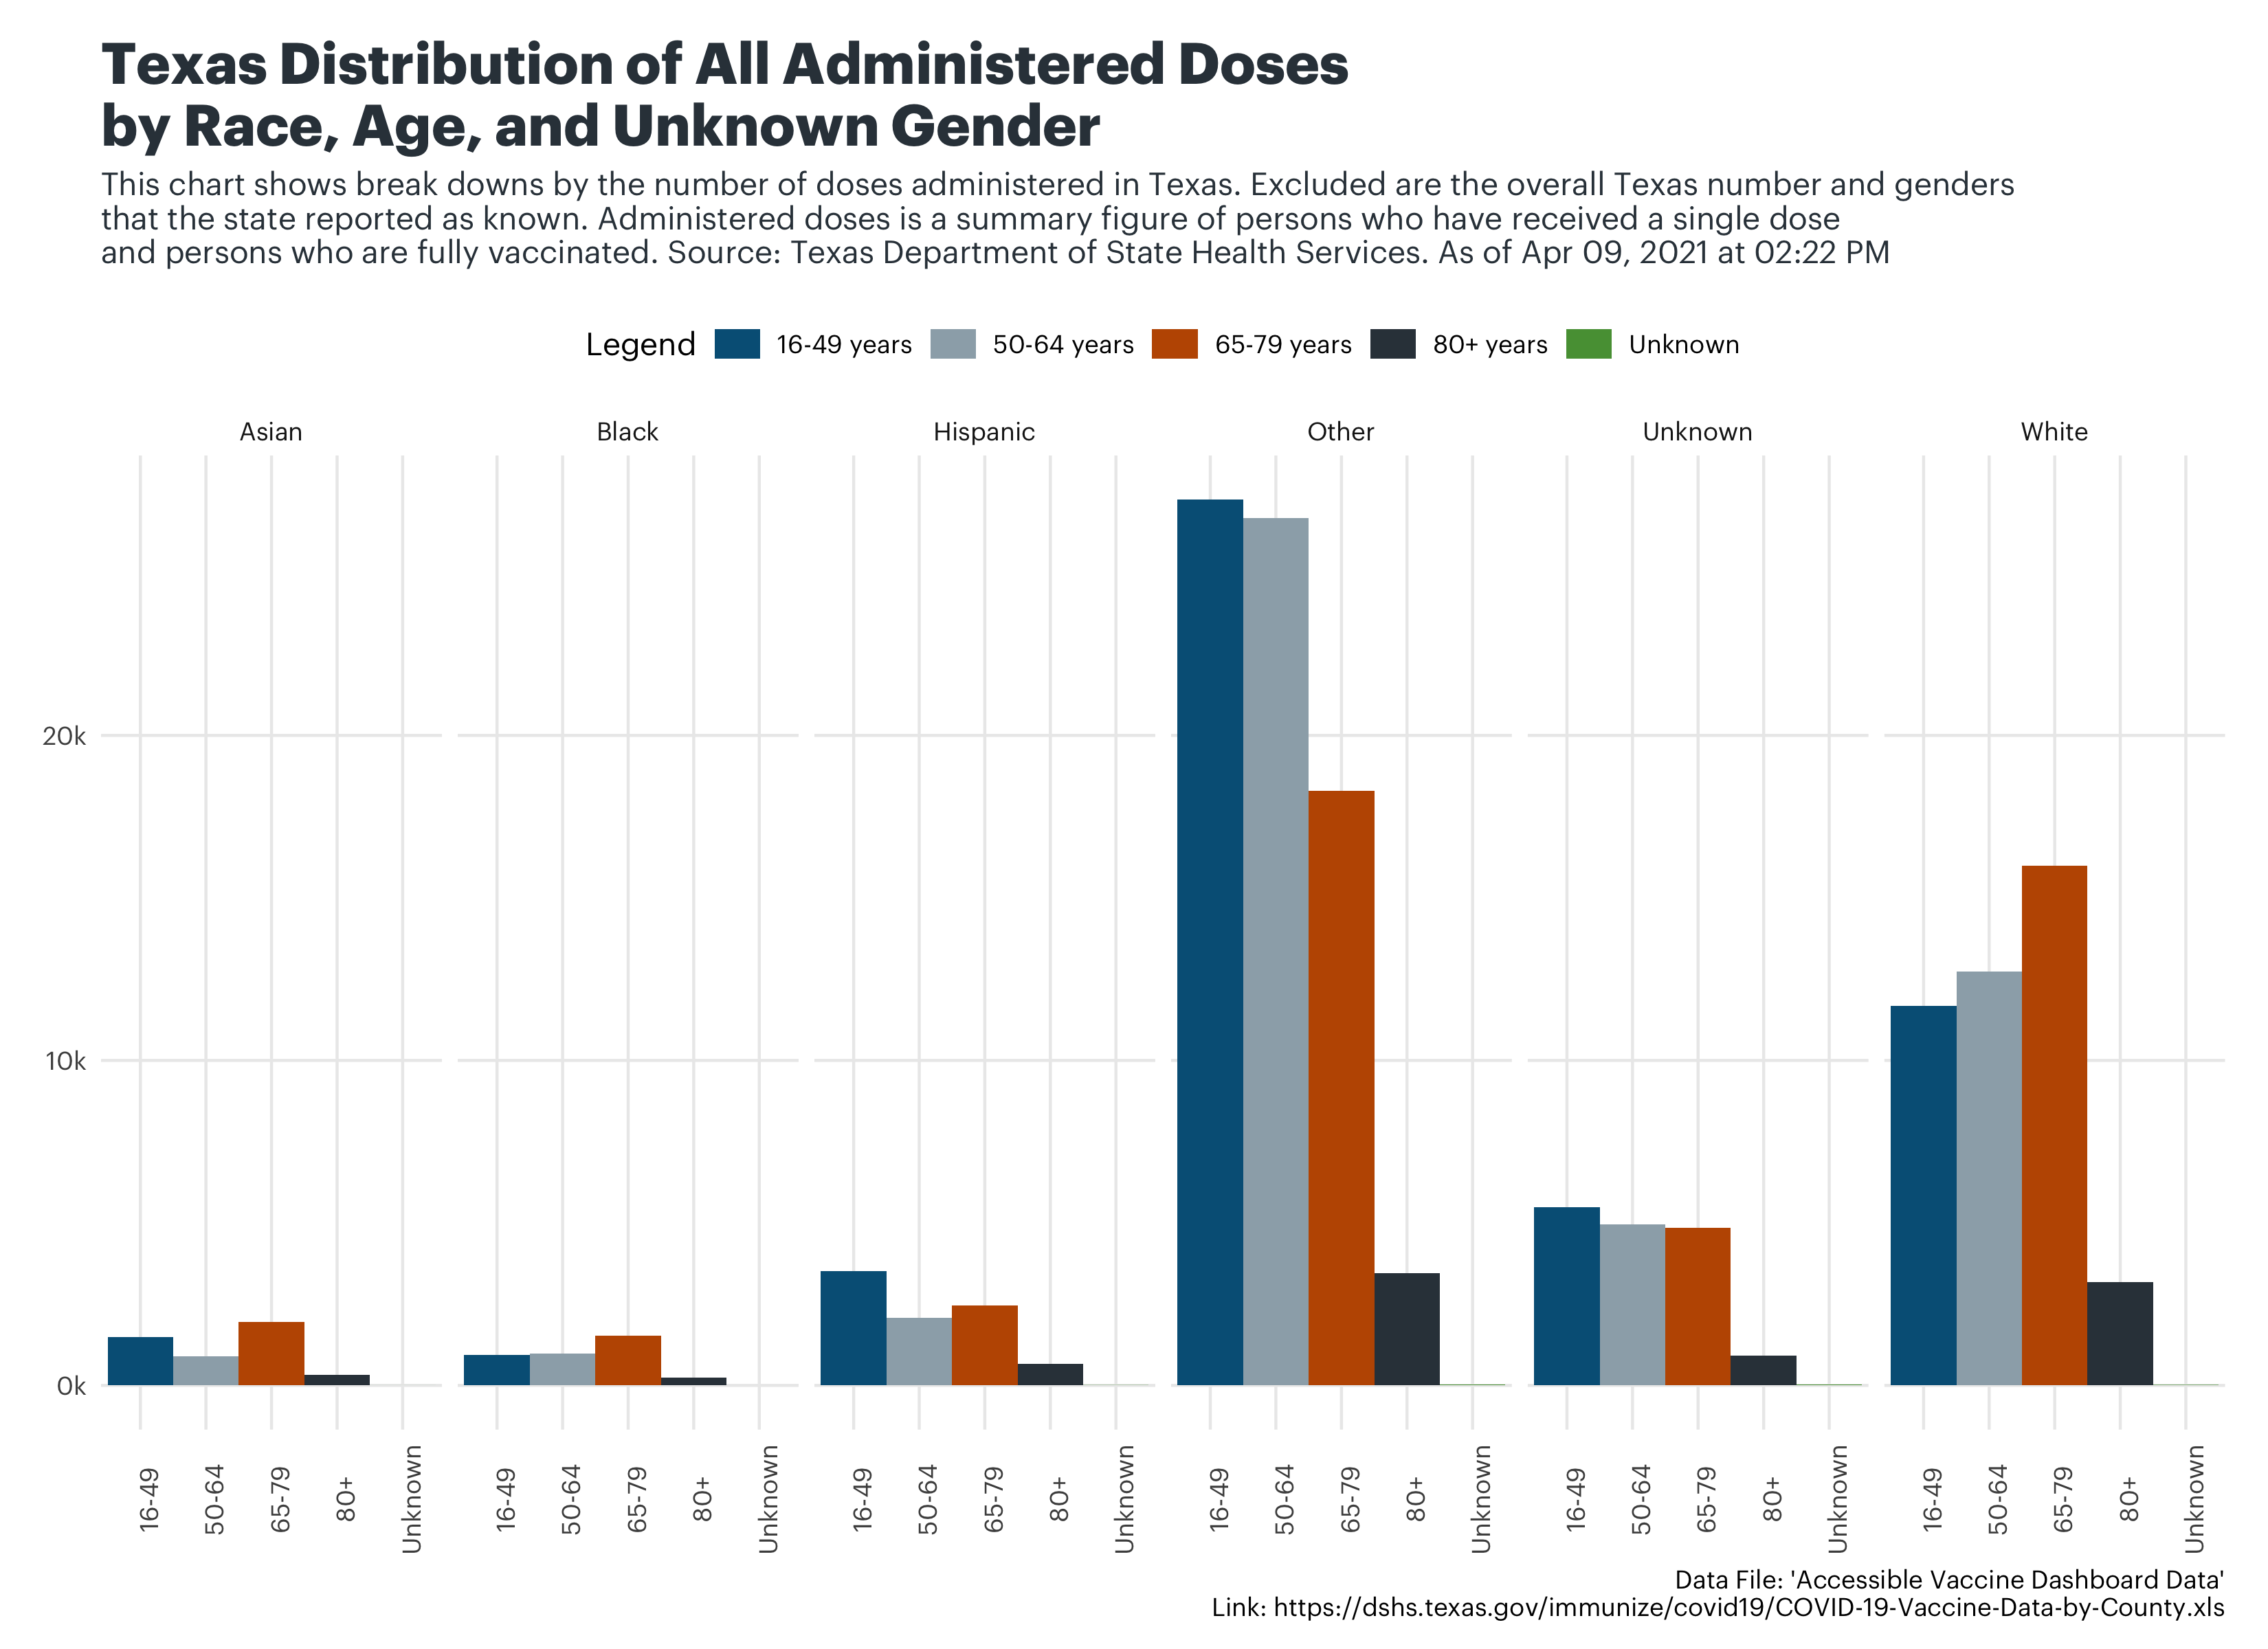 Texas Distribution of All Administered Doses
by Race, Age, and Unknown Gender
This chart shows break downs by the number of doses administered in Texas. Excluded are the overall Texas number and genders
that the state reported as known. Administered doses is a summary figure of persons who have received a single dose
and persons who are fully vaccinated. Source: Texas Department of State Health Services. As of Apr 09, 2021 at 02:22 PM
Legend 16-49 years 50-64 years 65-79 years 80+ years Unknown
Asian Black Hispanic Other Unknown White
20k
10k
0k
16-49 50-64 65-79 80+ Unknown 16-49 50-64 65-79 80+ Unknown 16-49 50-64 65-79 80+ Unknown 16-49 50-64 65-79 80+ Unknown 16-49 50-64 65-79 80+ Unknown 16-49 50-64 65-79 80+ Unknown
Data File: 'Accessible Vaccine Dashboard Data'
Link: https://dshs.texas.gov/immunize/covid19/COVID-19-Vaccine-Data-by-County.xls